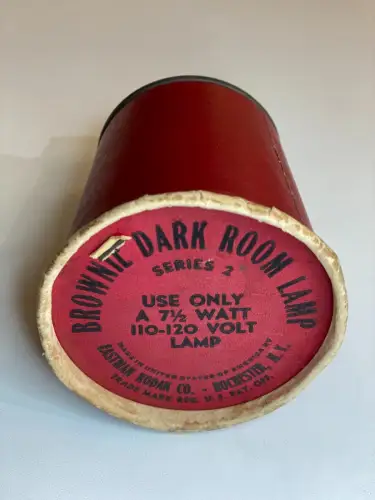 BROWNIE DARK ROOM LAMP
SERIES 2
USE ONLY
A 7½ WATT
110-120 VOLT
LAMP
MADE IN UNITED STATES OF AMERICA BY
EASTMAN KODAK CO. - ROCHESTER, N.Y.
TRADE MARK REG. U.S. PAT. OFF.